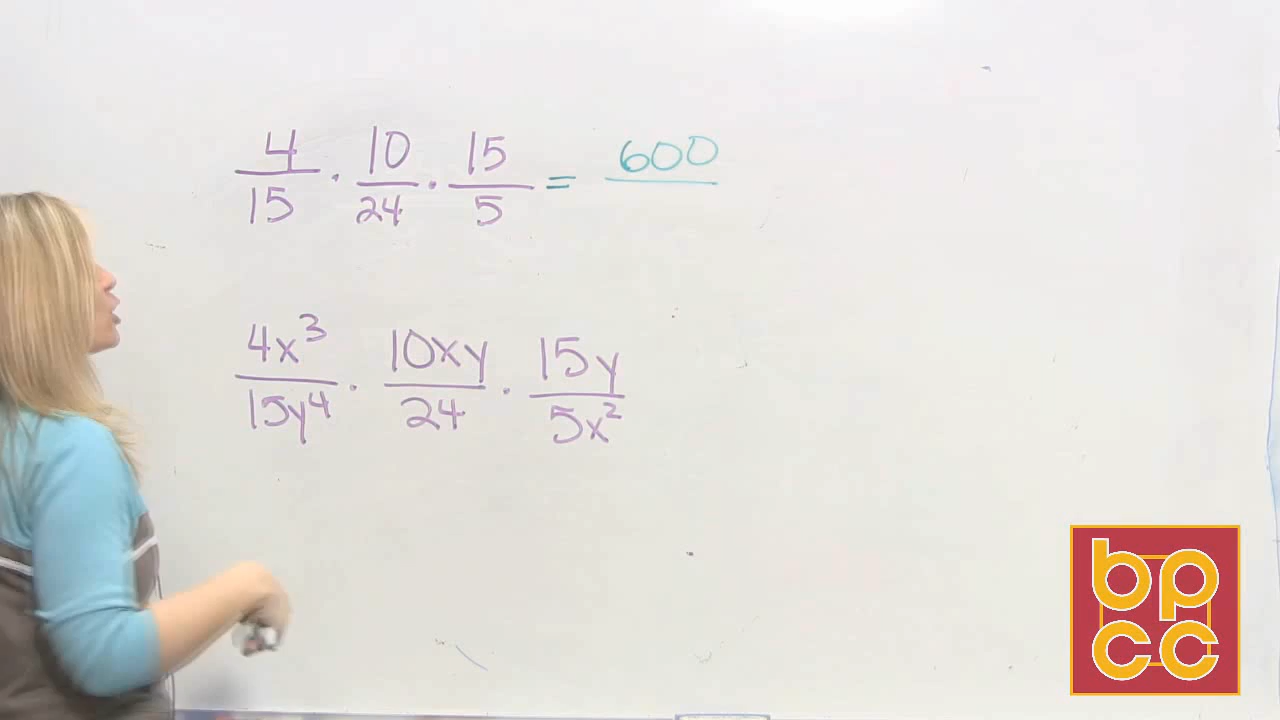 4/15 · 10/24 · 15/5 = 600/
4x³/15y⁴ · 10xy/24 · 15y/5x²
bp
cc